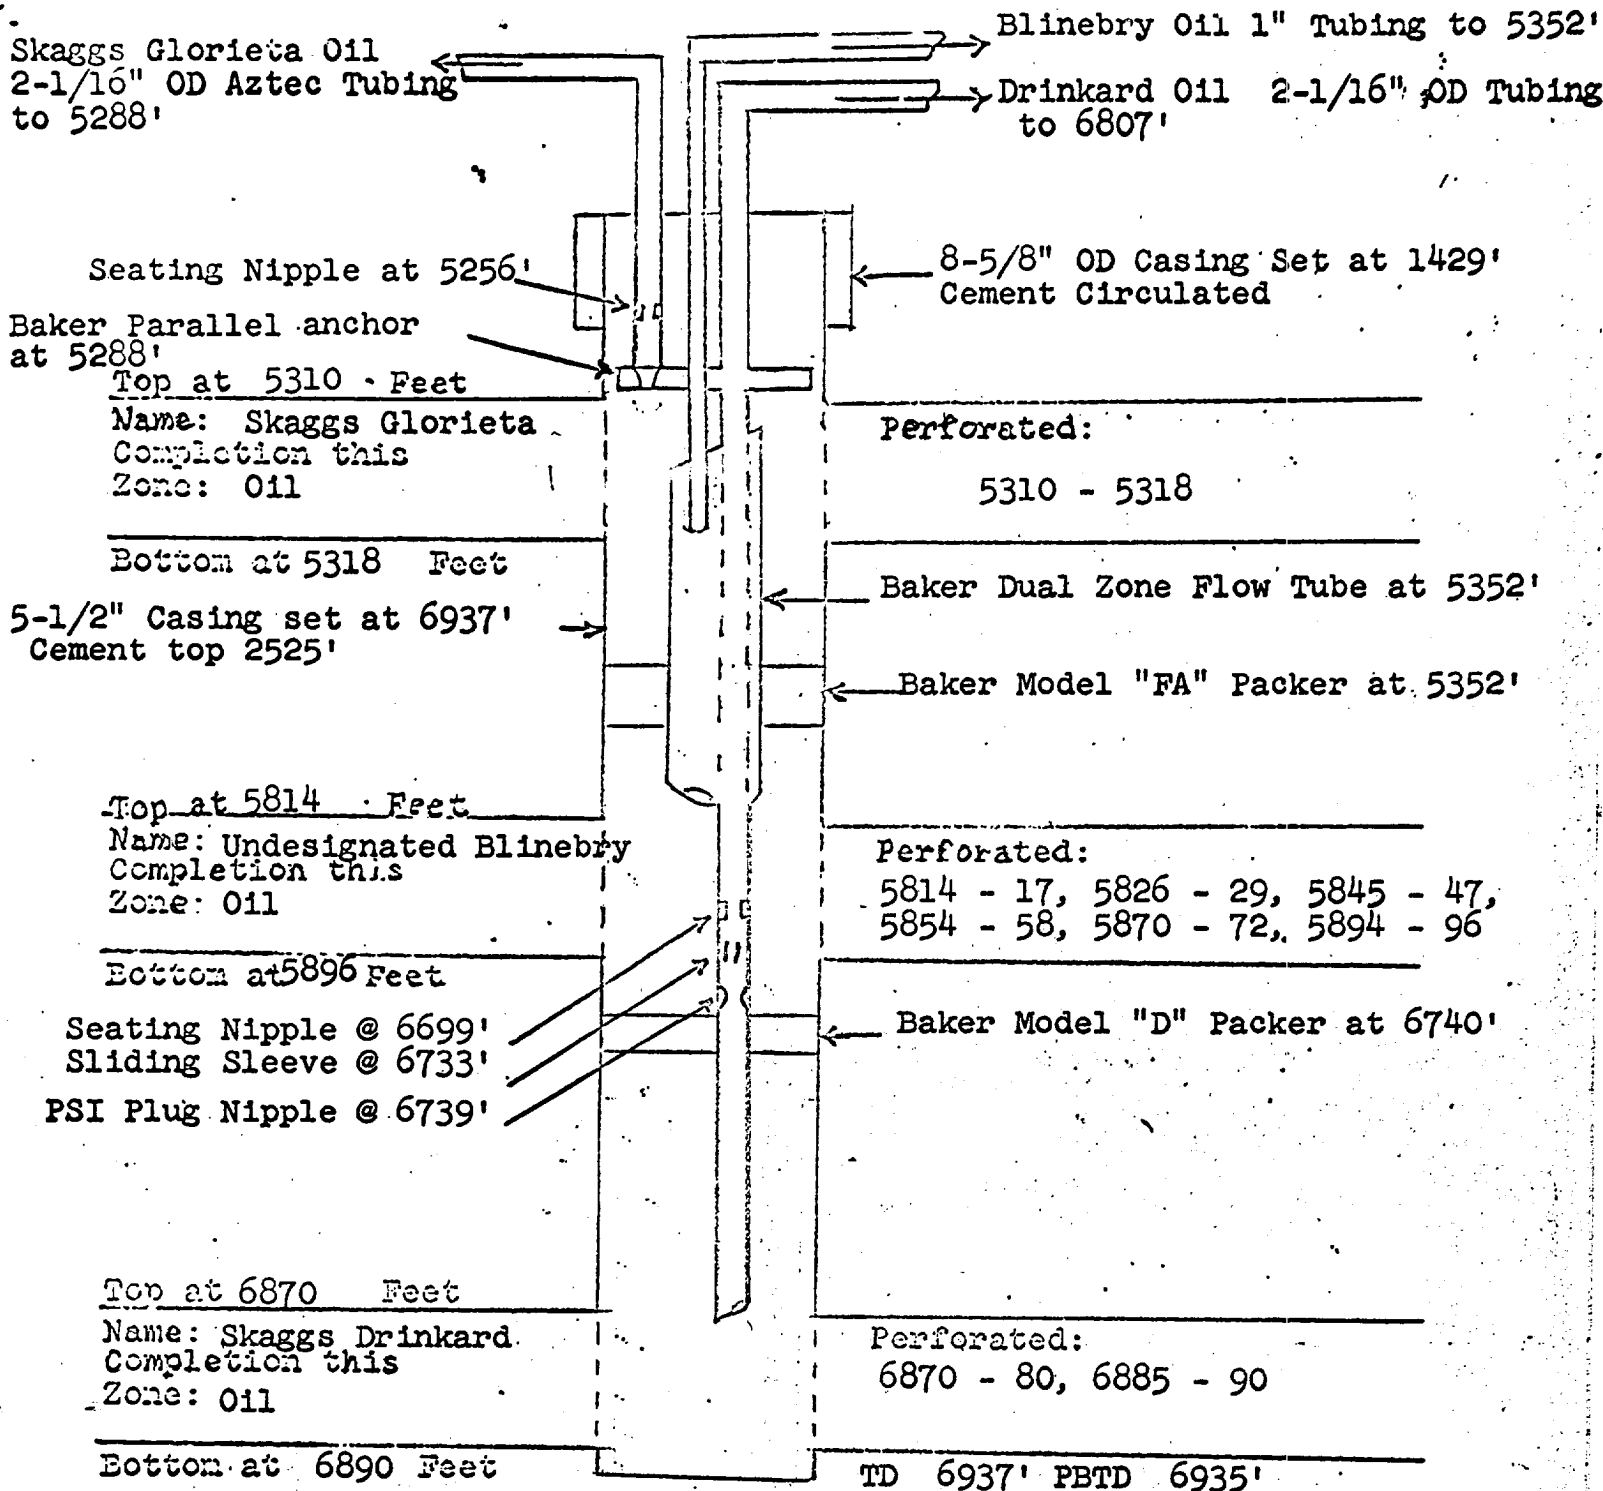 Skaggs Glorieta Oil
2-1/16" OD Aztec Tubing
to 5288'
Blinebry Oil 1" Tubing to 5352'
Drinkard Oil 2-1/16" OD Tubing
to 6807'
Seating Nipple at 5256'
8-5/8" OD Casing Set at 1429'
Cement Circulated
Baker Parallel anchor
at 5288'
Top at 5310 Feet
Name: Skaggs Glorieta
Completion this
Zone: Oil
Perforated:
5310 - 5318
Bottom at 5318 Feet
Baker Dual Zone Flow Tube at 5352'
5-1/2" Casing set at 6937'
Cement top 2525'
Baker Model "FA" Packer at 5352'
Top at 5814 Feet
Name: Undesignated Blinebry
Completion this
Zone: Oil
Perforated:
5814 - 17, 5826 - 29, 5845 - 47,
5854 - 58, 5870 - 72, 5894 - 96
Bottom at 5896 Feet
Seating Nipple @ 6699'
Sliding Sleeve @ 6733'
PSI Plug Nipple @ 6739'
Baker Model "D" Packer at 6740'
Top at 6870 Feet
Name: Skaggs Drinkard
Completion this
Zone: Oil
Perforated:
6870 - 80, 6885 - 90
Bottom at 6890 Feet
TD 6937' PBTD 6935'